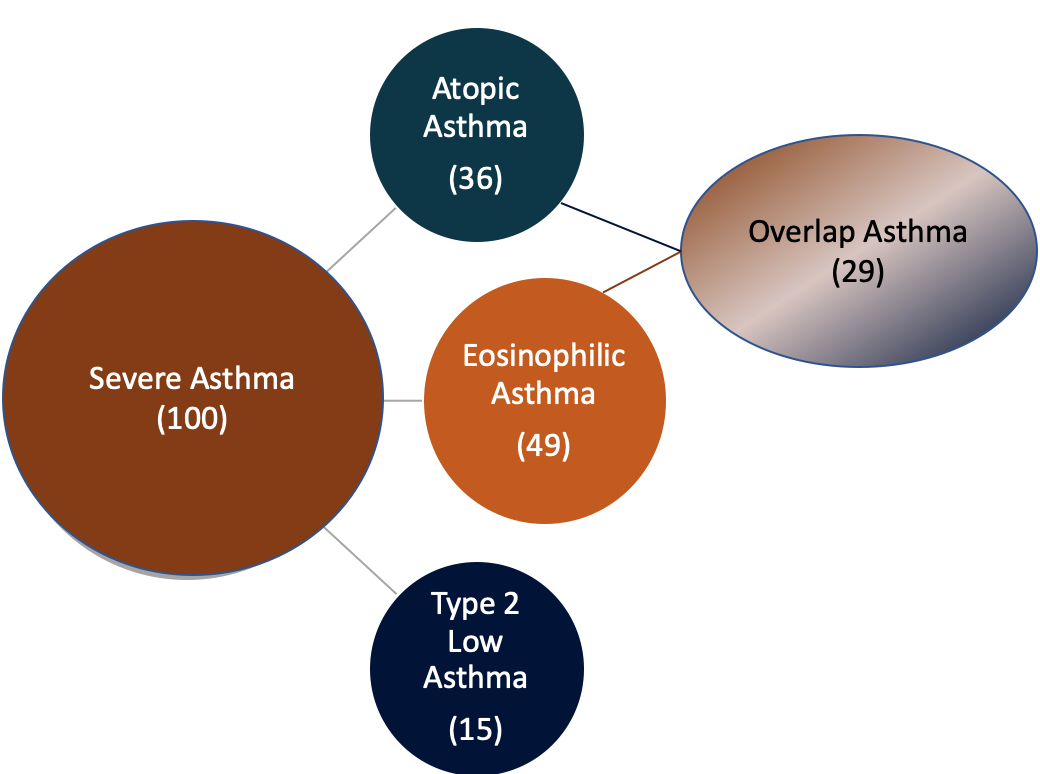 Atopic
Asthma
(36)
Overlap Asthma
(29)
Severe Asthma
(100)
Eosinophilic
Asthma
(49)
Type 2
Low
Asthma
(15)